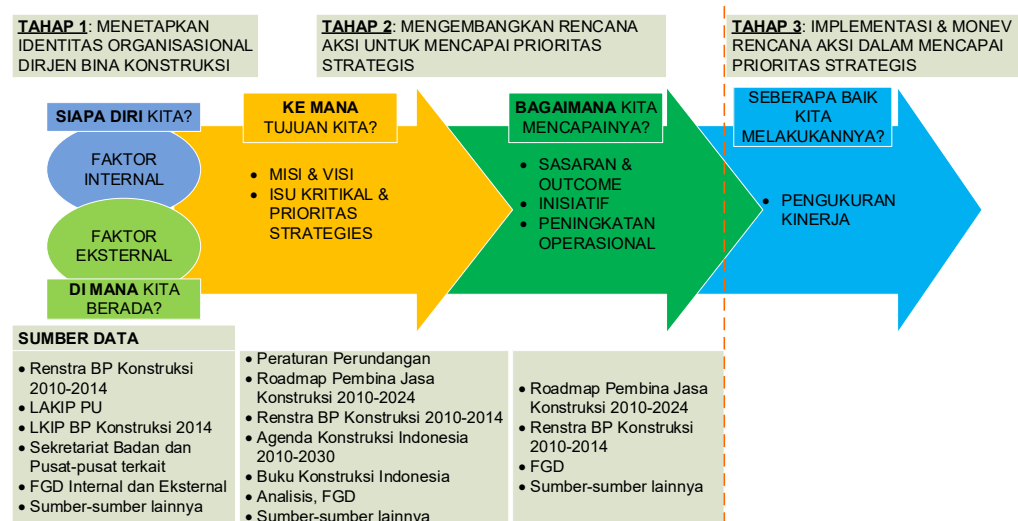 TAHAP 1: MENETAPKAN
IDENTITAS ORGANISASIONAL
DIRJEN BINA KONSTRUKSI
TAHAP 2: MENGEMBANGKAN RENCANA
AKSI UNTUK MENCAPAI PRIORITAS
STRATEGIS
TAHAP 3: IMPLEMENTASI & MONEV
RENCANA AKSI DALAM MENCAPAI
PRIORITAS STRATEGIS
SIAPA DIRI KITA?
FAKTOR
INTERNAL
FAKTOR
EKSTERNAL
DI MANA KITA
BERADA?
KE MANA
TUJUAN KITA?
• MISI & VISI
• ISU KRITIKAL &
PRIORITAS
STRATEGIES
BAGAIMANA KITA
MENCAPAINYA?
• SASARAN &
OUTCOME
• INISIATIF
• PENINGKATAN
OPERASIONAL
SEBERAPA BAIK
KITA
MELAKUKANNYA?
• PENGUKURAN
KINERJA
SUMBER DATA
• Renstra BP Konstruksi
2010-2014
• LAKIP PU
• LKIP BP Konstruksi 2014
• Sekretariat Badan dan
Pusat-pusat terkait
• FGD Internal dan Eksternal
• Sumber-sumber lainnya
• Peraturan Perundangan
• Roadmap Pembina Jasa
Konstruksi 2010-2024
• Renstra BP Konstruksi 2010-2014
• Agenda Konstruksi Indonesia
2010-2030
• Buku Konstruksi Indonesia
• Analisis, FGD
• Sumber-sumber lainnya
• Roadmap Pembina Jasa
Konstruksi 2010-2024
• Renstra BP Konstruksi
2010-2014
• FGD
• Sumber-sumber lainnya